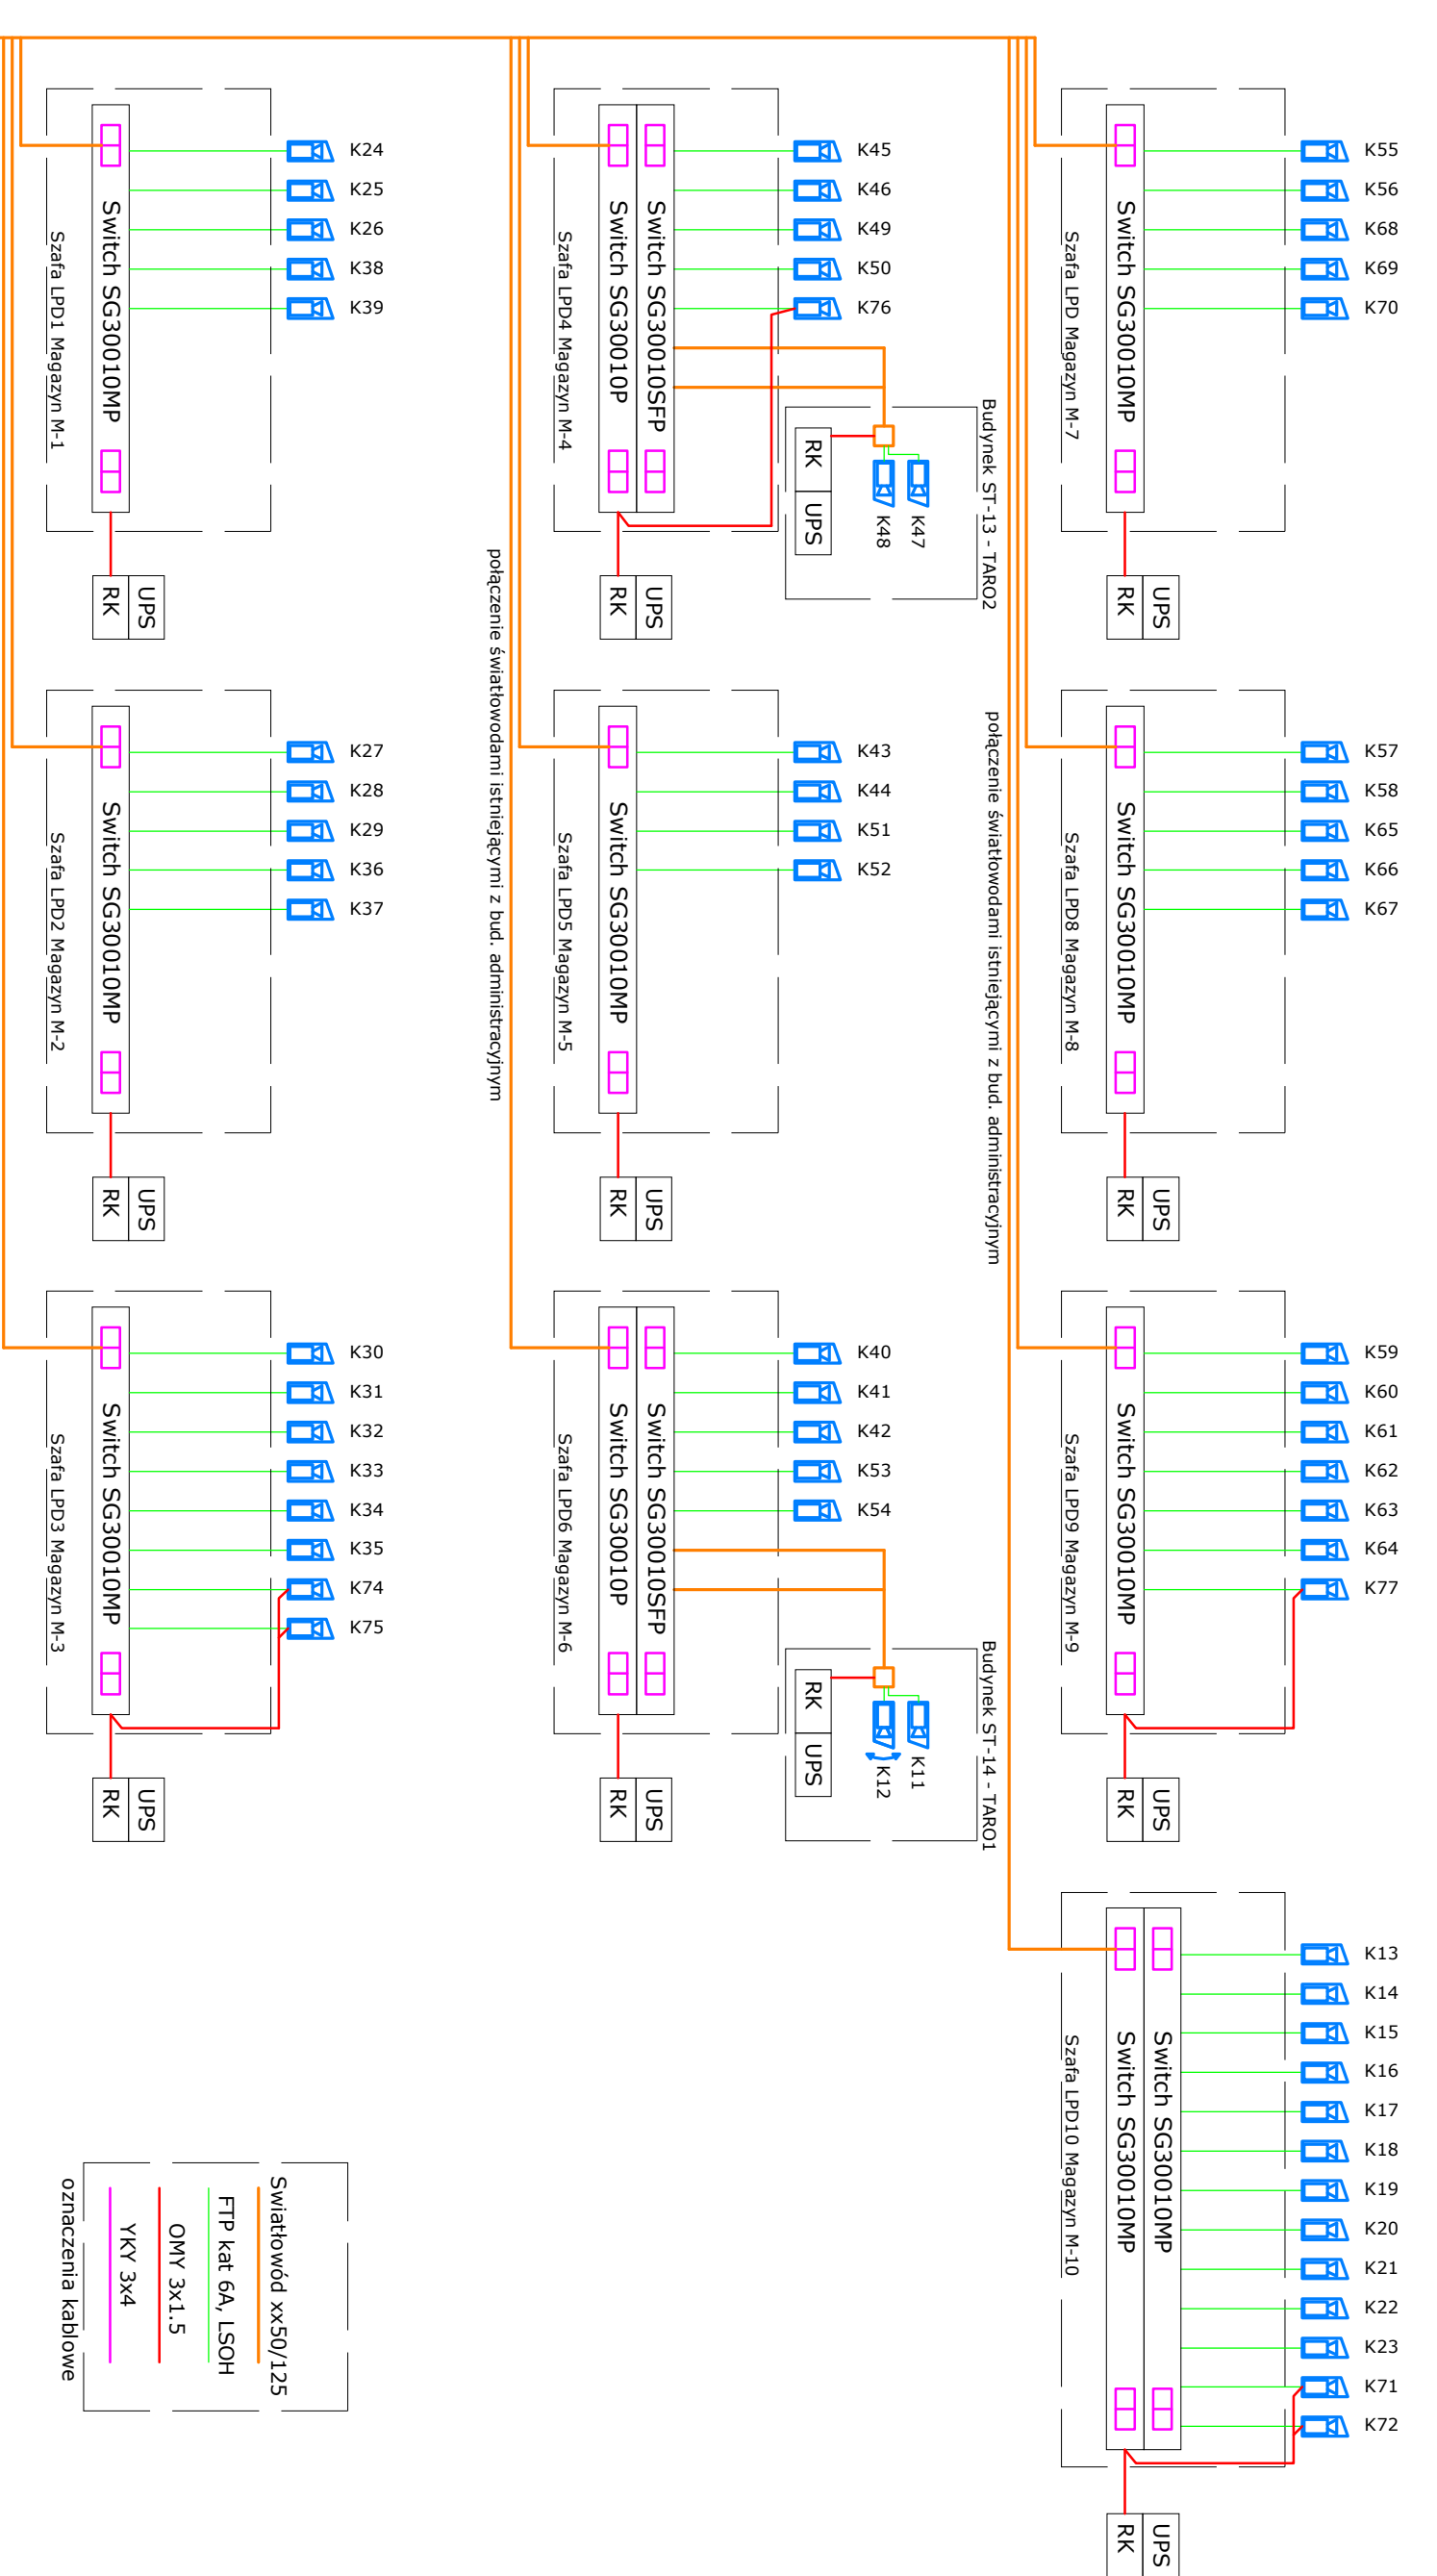 K24
K25
K26
K38
K39
Switch SG30010MP
Szafa LPD1 Magazyn M-1
UPS
RK
K45
K46
K49
K50
K76
Switch SG30010SFP
Switch SG30010P
Szafa LPD4 Magazyn M-4
UPS
RK
Budynek ST-13 - TARO2
K47
K48
RK
UPS
K55
K56
K68
K69
K70
Switch SG30010MP
Szafa LPD Magazyn M-7
UPS
RK
połączenie światłowodami istniejącymi z bud. administracyjnym
połączenie światłowodami istniejącymi z bud. administracyjnym
K27
K28
K29
K36
K37
Switch SG30010MP
Szafa LPD2 Magazyn M-2
UPS
RK
K43
K44
K51
K52
Switch SG30010MP
Szafa LPD5 Magazyn M-5
UPS
RK
K57
K58
K65
K66
K67
Switch SG30010MP
Szafa LPD8 Magazyn M-8
UPS
RK
K30
K31
K32
K33
K34
K35
K74
K75
Switch SG30010MP
Szafa LPD3 Magazyn M-3
UPS
RK
K40
K41
K42
K53
K54
Switch SG30010SFP
Switch SG30010P
Szafa LPD6 Magazyn M-6
UPS
RK
Budynek ST-14 - TARO1
K11
K12
RK
UPS
K59
K60
K61
K62
K63
K64
K77
Switch SG30010MP
Szafa LPD9 Magazyn M-9
UPS
RK
K13
K14
K15
K16
K17
K18
K19
K20
K21
K22
K23
K71
K72
Switch SG30010MP
Switch SG30010MP
Szafa LPD10 Magazyn M-10
UPS
RK
Swiatłowód xx50/125
FTP kat 6A, LSOH
OMY 3x1.5
YKY 3x4
oznaczenia kablowe